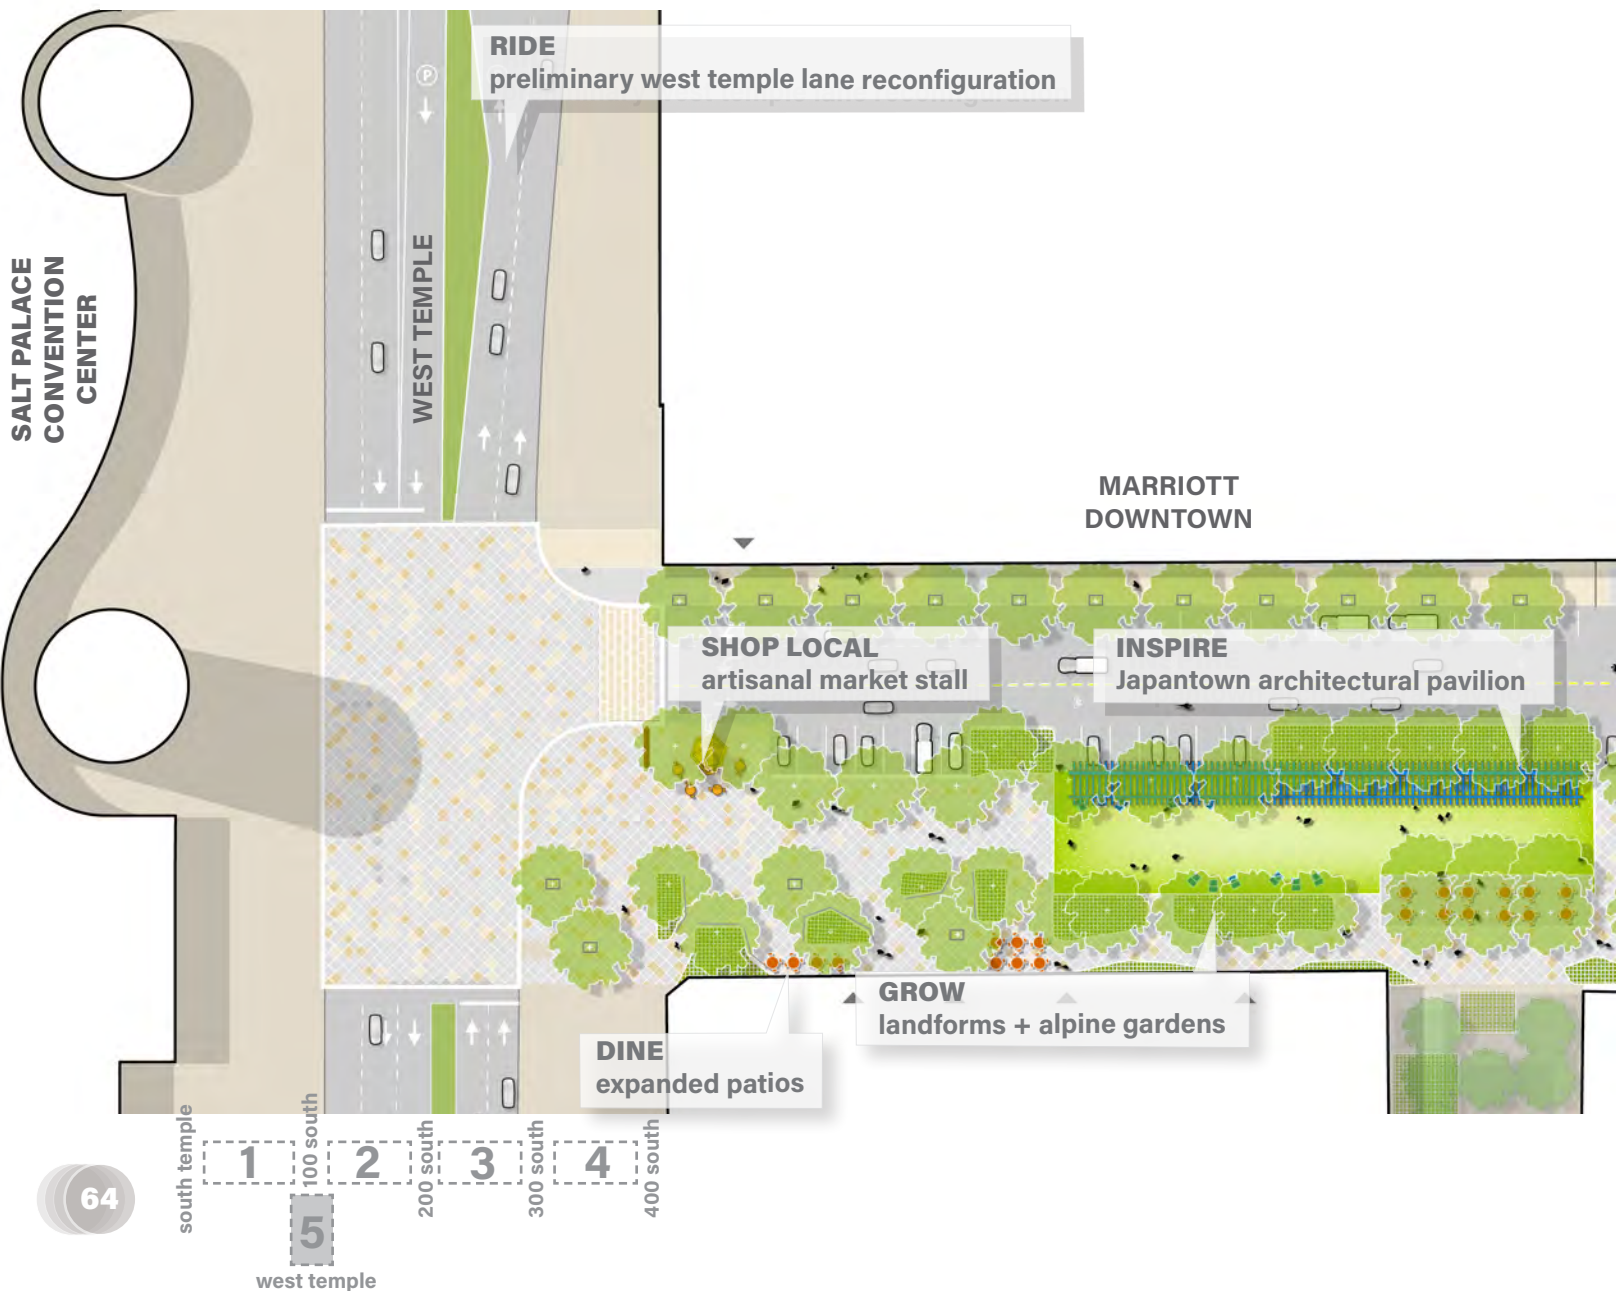 RIDE
preliminary west temple lane reconfiguration
P
SALT PALACE
CONVENTION
CENTER
WEST TEMPLE
MARRIOTT
DOWNTOWN
SHOP LOCAL
artisanal market stall
INSPIRE
Japantown architectural pavilion
GROW
landforms + alpine gardens
DINE
expanded patios
south temple
1
100 south
2
200 south
3
300 south
4
400 south
64
5
west temple